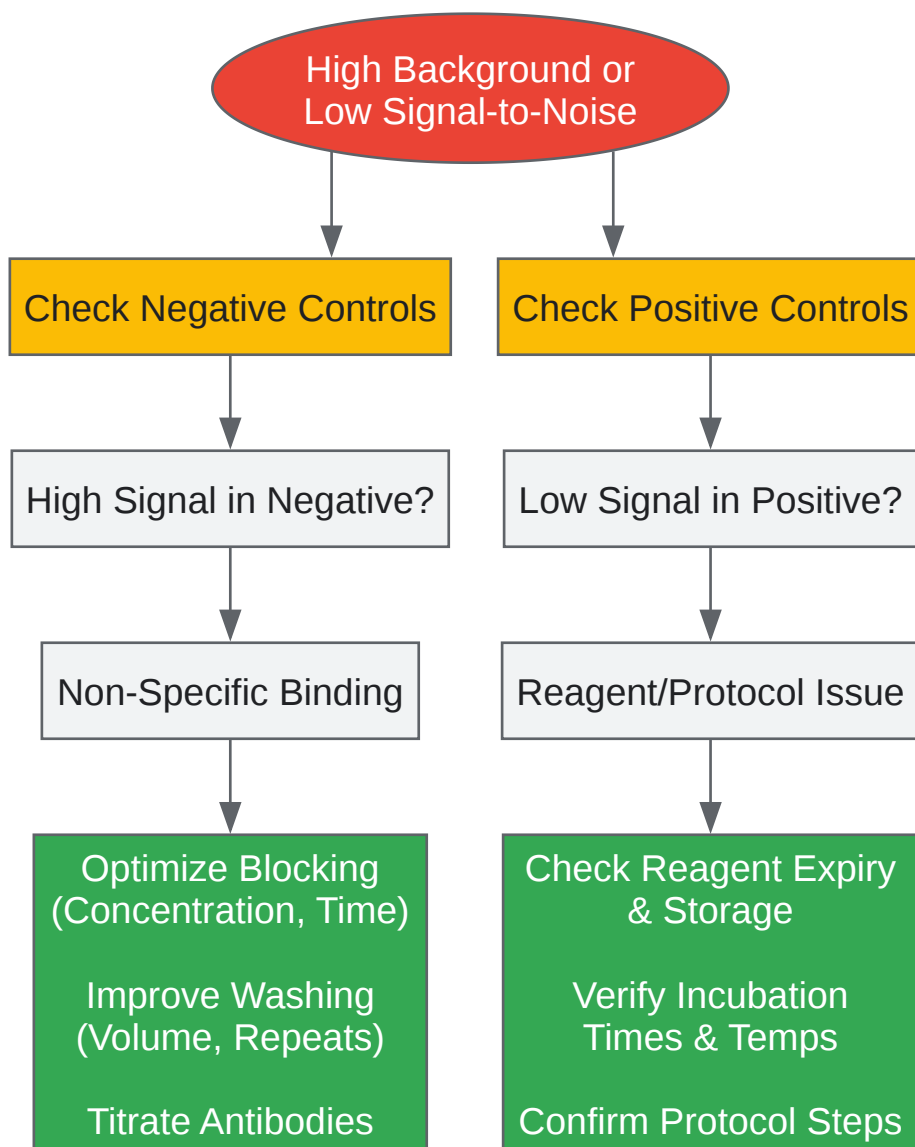 High Background or
Low Signal-to-Noise
Check Negative Controls
Check Positive Controls
High Signal in Negative?
Low Signal in Positive?
Non-Specific Binding
Reagent/Protocol Issue
Optimize Blocking
(Concentration, Time)
Improve Washing
(Volume, Repeats)
Titrate Antibodies
Check Reagent Expiry
& Storage
Verify Incubation
Times & Temps
Confirm Protocol Steps